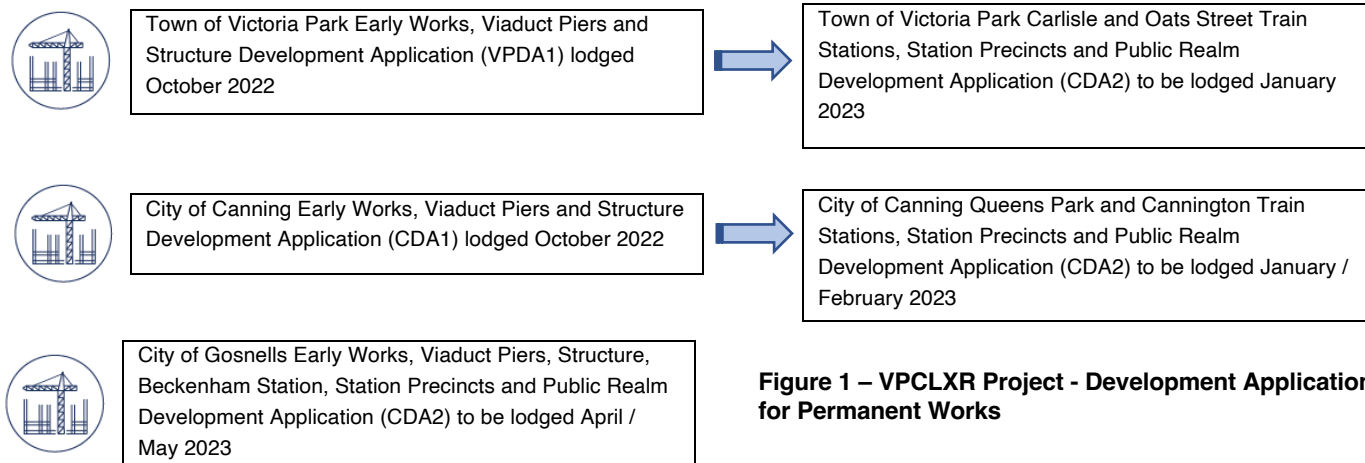 Town of Victoria Park Early Works, Viaduct Piers and
Structure Development Application (VPDA1) lodged
October 2022
Town of Victoria Park Carlisle and Oats Street Train
Stations, Station Precincts and Public Realm
Development Application (CDA2) to be lodged January
2023
City of Canning Early Works, Viaduct Piers and Structure
Development Application (CDA1) lodged October 2022
City of Canning Queens Park and Cannington Train
Stations, Station Precincts and Public Realm
Development Application (CDA2) to be lodged January /
February 2023
City of Gosnells Early Works, Viaduct Piers, Structure,
Beckenham Station, Station Precincts and Public Realm
Development Application (CDA2) to be lodged April /
May 2023
Figure 1 – VPCLXR Project - Development Application
for Permanent Works